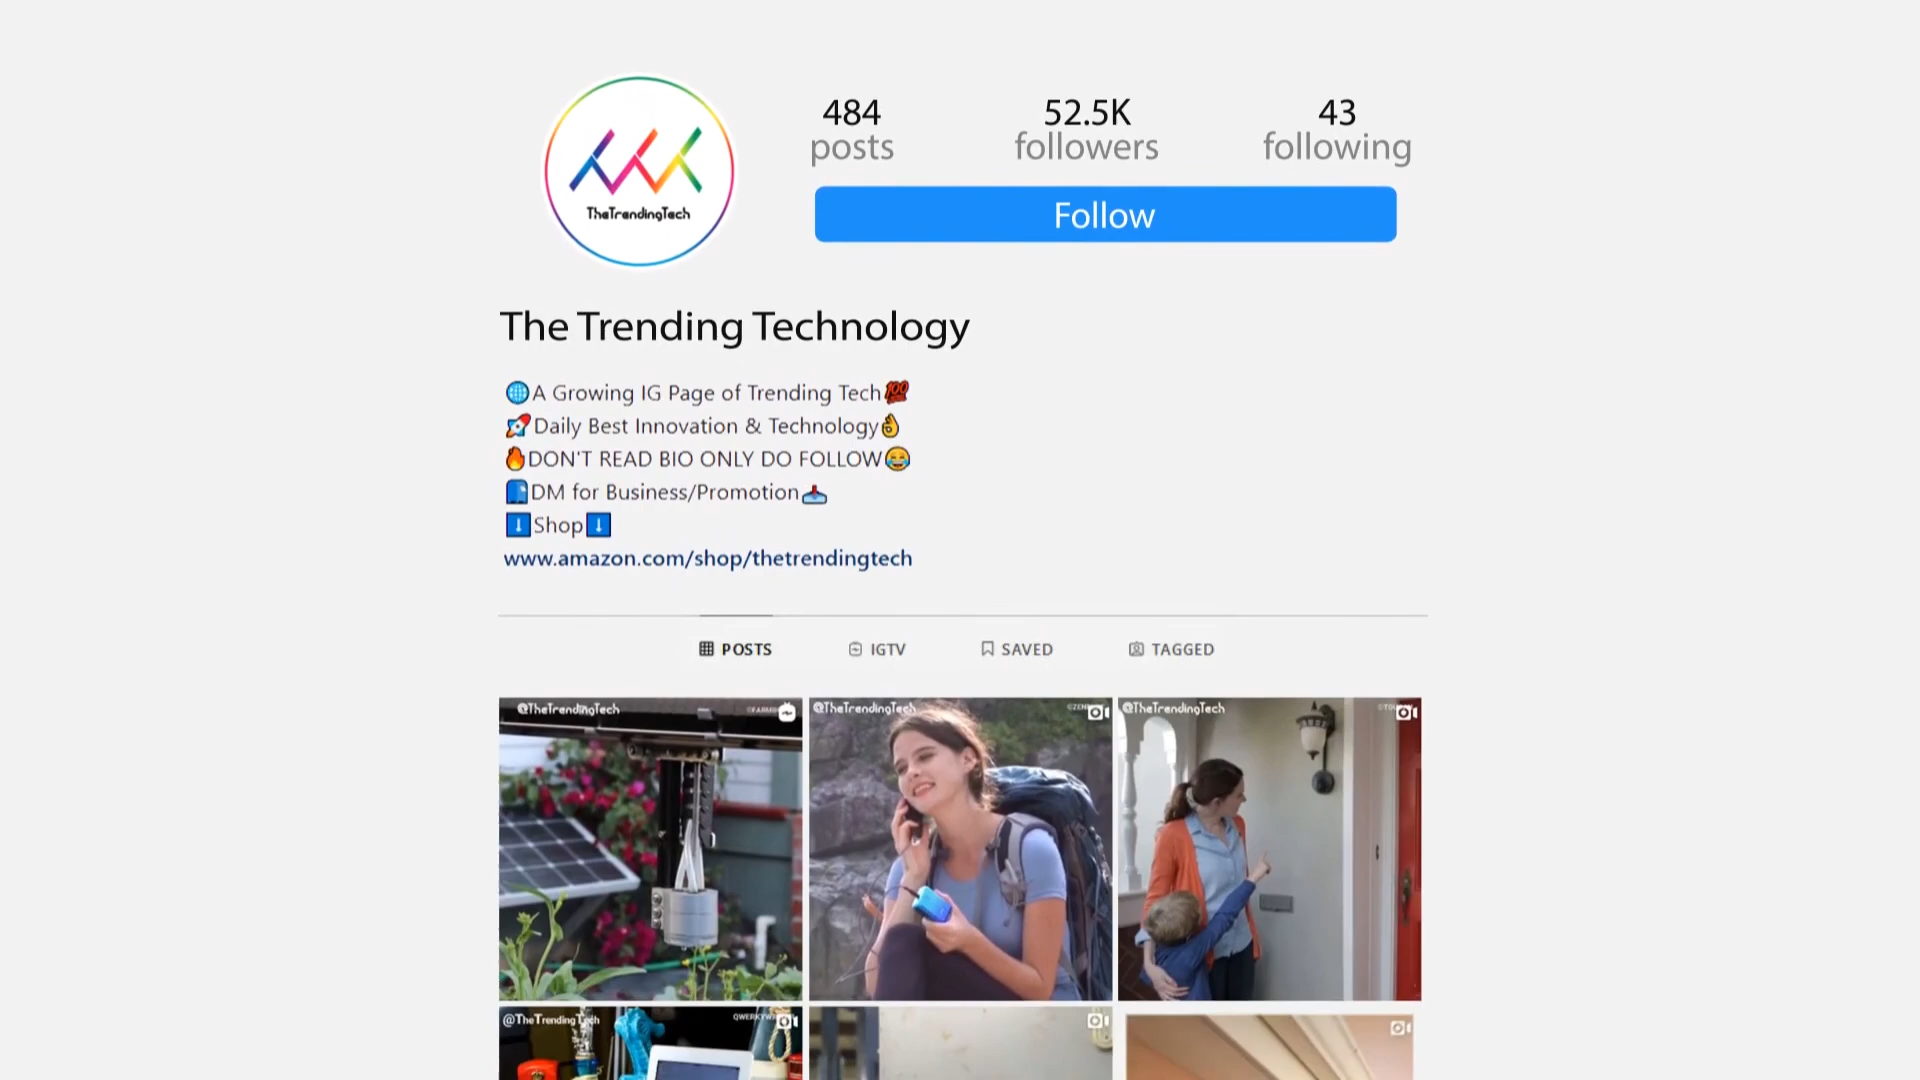 TheTrendingTech
484 52.5K 43
posts followers following
Follow
The Trending Technology
A Growing IG Page of Trending Tech💯
Daily Best Innovation & Technology
DON'T READ BIO ONLY DO FOLLOW
DM for Business/Promotion
Shop
www.amazon.com/shop/thetrendingtech
POSTS IGTV SAVED TAGGED
@TheTrendingTech
@TheTrendingTech
@TheTrendingTech
@TheTrendingTech